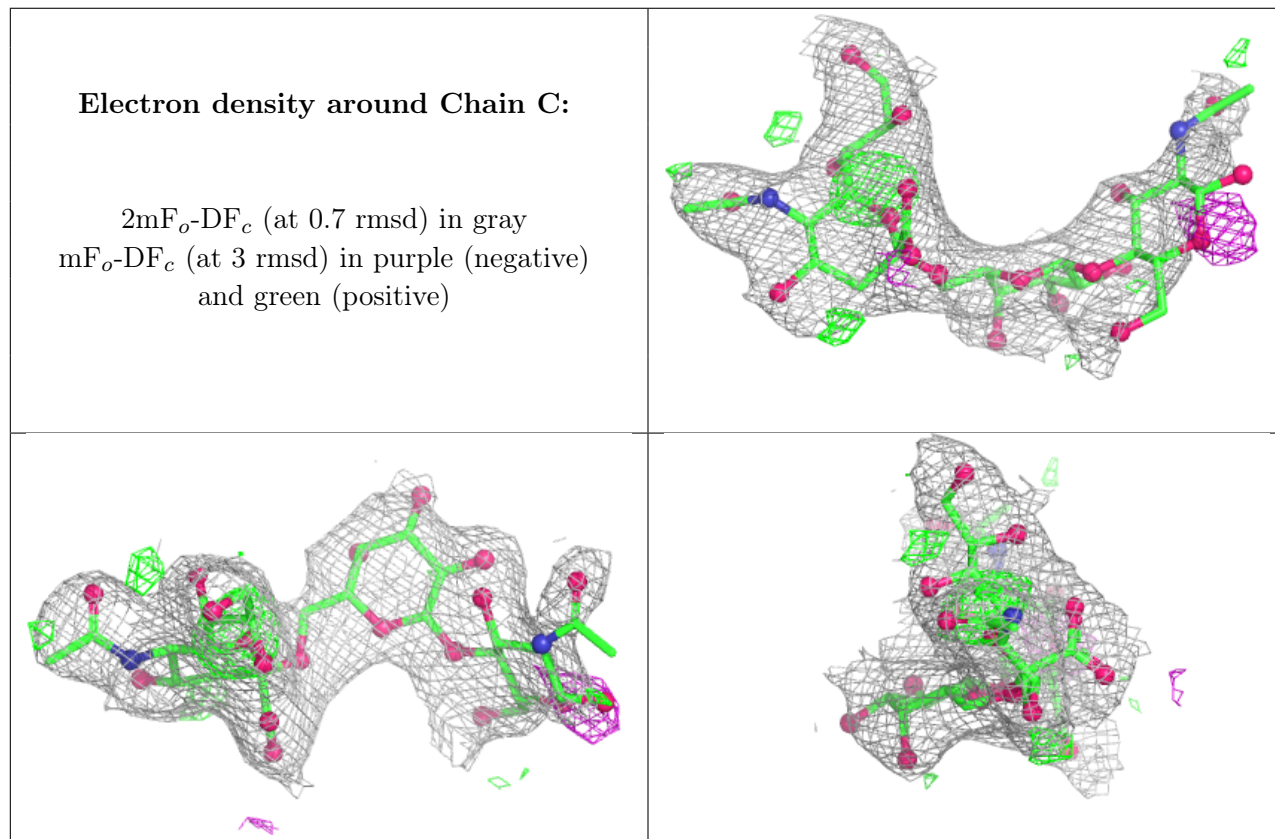 Electron density around Chain C:
2mFₒ-DF𝒸 (at 0.7 rmsd) in gray
mFₒ-DF𝒸 (at 3 rmsd) in purple (negative)
and green (positive)